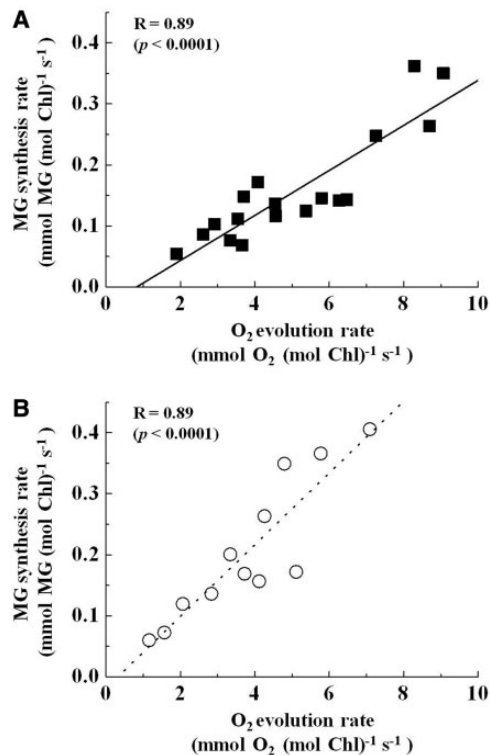 A
R = 0.89
(p < 0.0001)
0.4
0.3
0.2
0.1
0.0
MG synthesis rate
(mmol MG (mol Chl)⁻¹ s⁻¹)
2
4
6
8
10
O₂ evolution rate
(mmol O₂ (mol Chl)⁻¹ s⁻¹ )
B
R = 0.89
(p < 0.0001)
0.4
0.3
0.2
0.1
0.0
MG synthesis rate
(mmol MG (mol Chl)⁻¹ s⁻¹)
2
4
6
8
10
O₂ evolution rate
(mmol O₂ (mol Chl)⁻¹ s⁻¹ )